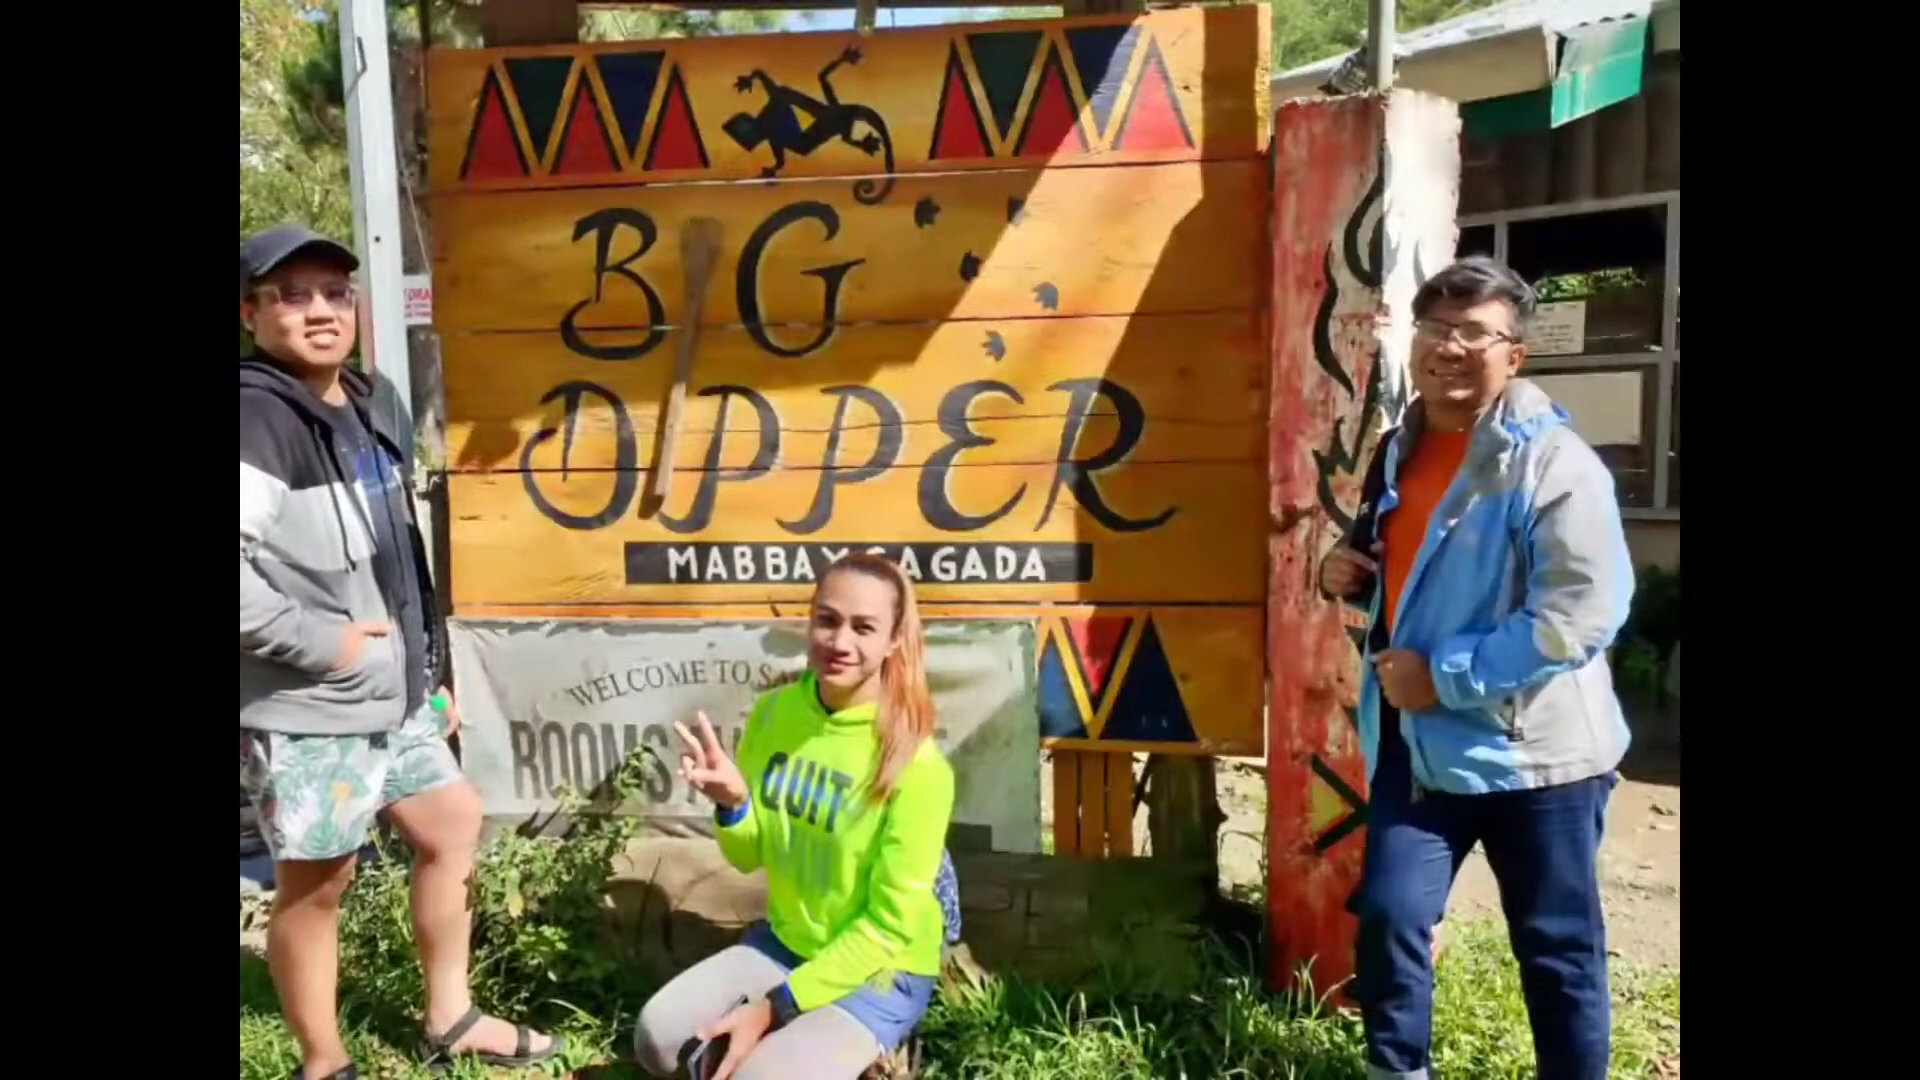 BIG
DIPPER
MABBAY SAGADA
WELCOME TO
ROOMS
QUIT